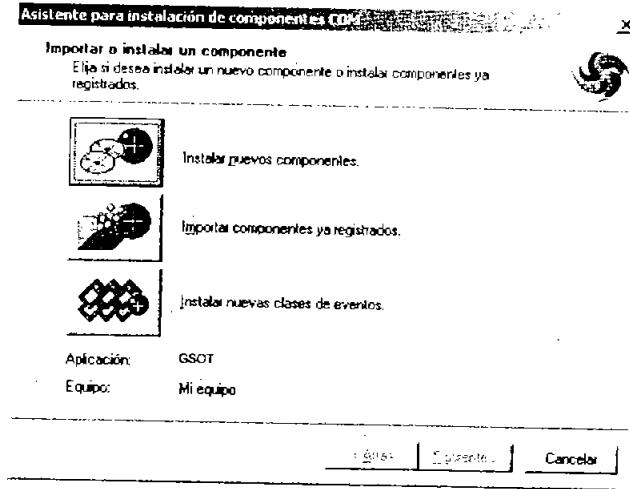 Asistente para instalación de componentes COM
Importar o instalar un componente
Elija si desea instalar un nuevo componente o instalar componentes ya
registrados.
Instalar nuevos componentes.
Importar componentes ya registrados.
Instalar nuevas clases de eventos.
Aplicación: GSOT
Equipo: Mi equipo
< Atrás
Siguiente >
Cancelar